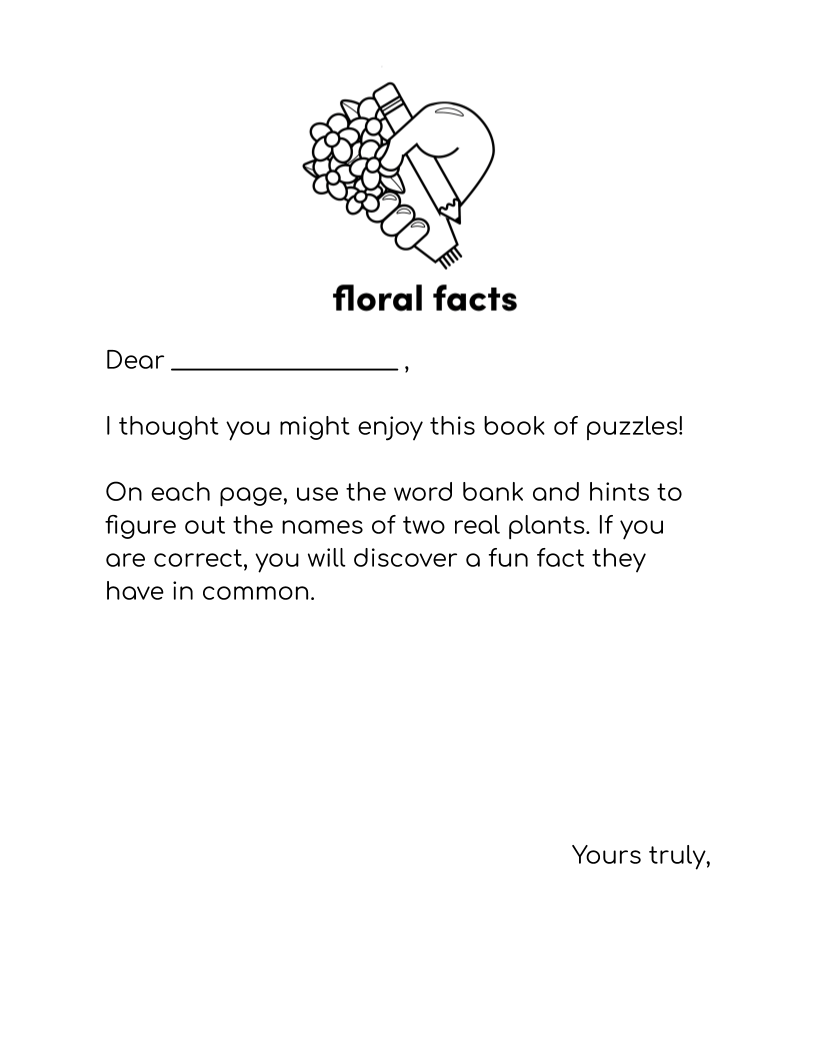 floral facts
Dear __________________ ,
I thought you might enjoy this book of puzzles!
On each page, use the word bank and hints to
figure out the names of two real plants. If you
are correct, you will discover a fun fact they
have in common.
Yours truly,